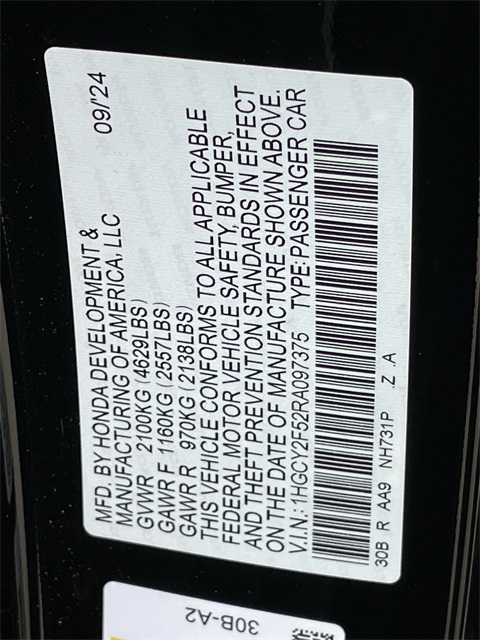 MFD. BY HONDA DEVELOPMENT &
MANUFACTURING OF AMERICA, LLC 09/'24
GVWR 2100KG (4629LBS)
GAWR F 1160KG (2557LBS)
GAWR R 970KG (2138LBS)
THIS VEHICLE CONFORMS TO ALL APPLICABLE
FEDERAL MOTOR VEHICLE SAFETY, BUMPER,
AND THEFT PREVENTION STANDARDS IN EFFECT
ON THE DATE OF MANUFACTURE SHOWN ABOVE.
V.I.N.: 1HGCY2F52RA097375 TYPE: PASSENGER CAR
30B R AA9 NH731P .Z .A
30B-A2